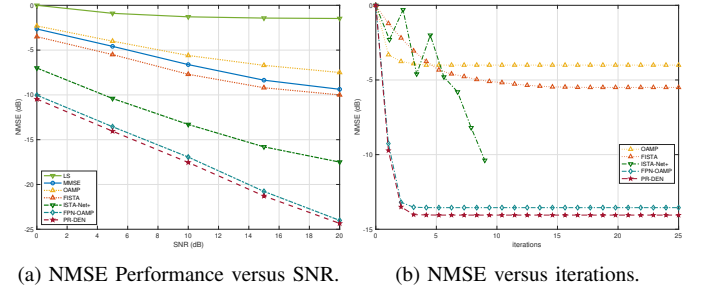 0
-5
-10
-15
-20
-25
NMSE (dB)
LS
MMSE
OAMP
FISTA
ISTA-Net+
FPN-OAMP
PR-DEN
0 5 10 15 20
SNR (dB)
(a) NMSE Performance versus SNR.
0
-5
-10
-15
NMSE (dB)
OAMP
FISTA
ISTA-Net+
FPN-OAMP
PR-DEN
0 5 10 15 20 25
iterations
(b) NMSE versus iterations.